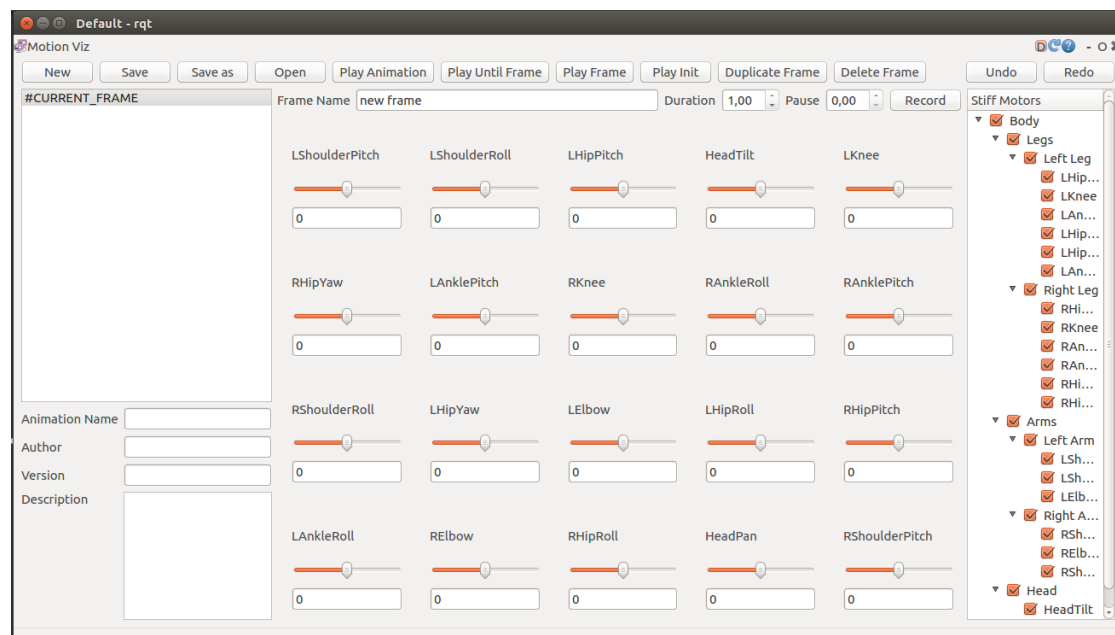 Default - rqt
Motion Viz
D
New Save Save as Open Play Animation Play Until Frame Play Frame Play Init Duplicate Frame Delete Frame Undo Redo
#CURRENT_FRAME
Frame Name new frame Duration 1,00 Pause 0,00 Record
LShoulderPitch LShoulderRoll LHipPitch HeadTilt LKnee
0 0 0 0 0
RHipYaw LAnklePitch RKnee RAnkleRoll RAnklePitch
0 0 0 0 0
RShoulderRoll LHipYaw LElbow LHipRoll RHipPitch
0 0 0 0 0
LAnkleRoll RElbow RHipRoll HeadPan RShoulderPitch
0 0 0 0 0
Animation Name
Author
Version
Description
Stiff Motors
Body
Legs
Left Leg
LHip...
LKnee
LAn...
LHip...
LHip...
LAn...
Right Leg
RHi...
RKnee
RAn...
RAn...
RHi...
RHi...
Arms
Left Arm
LSh...
LSh...
LElb...
Right A...
RSh...
RElb...
RSh...
Head
HeadTilt